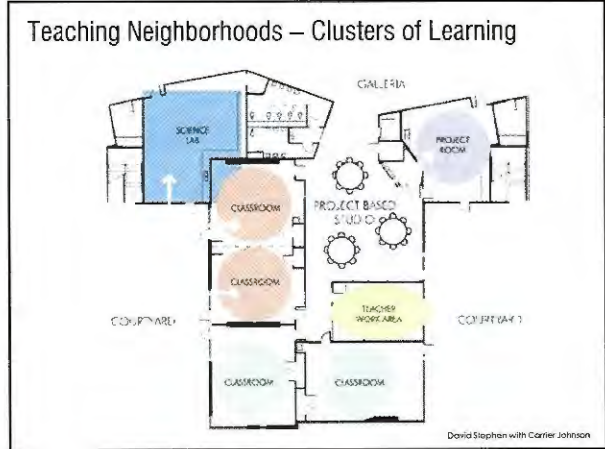 Teaching Neighborhoods – Clusters of Learning
GALLERIA
SCIENCE
LAB
PROJECT
ROOM
CLASSROOM
PROJECT BASED
STUDIO
CLASSROOM
TEACHER
WORK AREA
COURTYARD
COURTYARD
CLASSROOM
CLASSROOM
David Stephen with Carrier Johnson